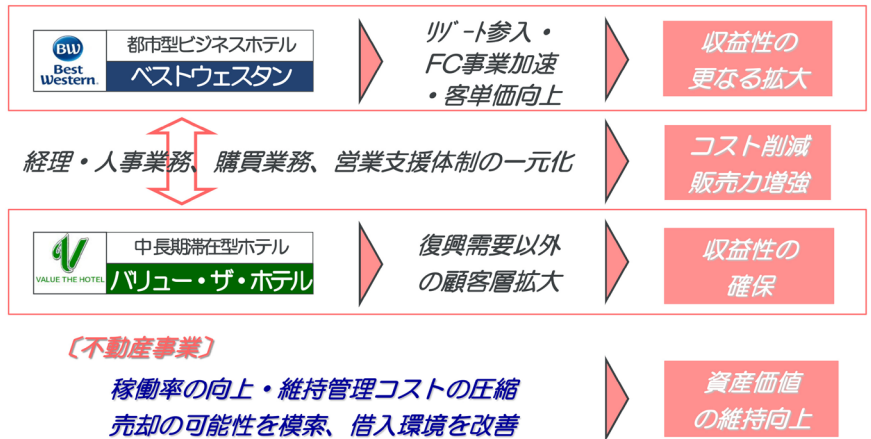 BW
Best
Western.
都市型ビジネスホテル
ベストウェスタン
ﾘｿﾞｰﾄ参入・
FC事業加速
・客単価向上
収益性の
更なる拡大
経理・人事業務、購買業務、営業支援体制の一元化
コスト削減
販売力増強
V
VALUE THE HOTEL
中長期滞在型ホテル
バリュー・ザ・ホテル
復興需要以外
の顧客層拡大
収益性の
確保
〔不動産事業〕
稼働率の向上・維持管理コストの圧縮
売却の可能性を模索、借入環境を改善
資産価値
の維持向上